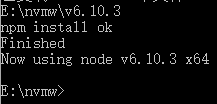 E:\nvmw\v6.10.3
npm install ok
Finished
Now using node v6.10.3 x64
E:\nvmw>